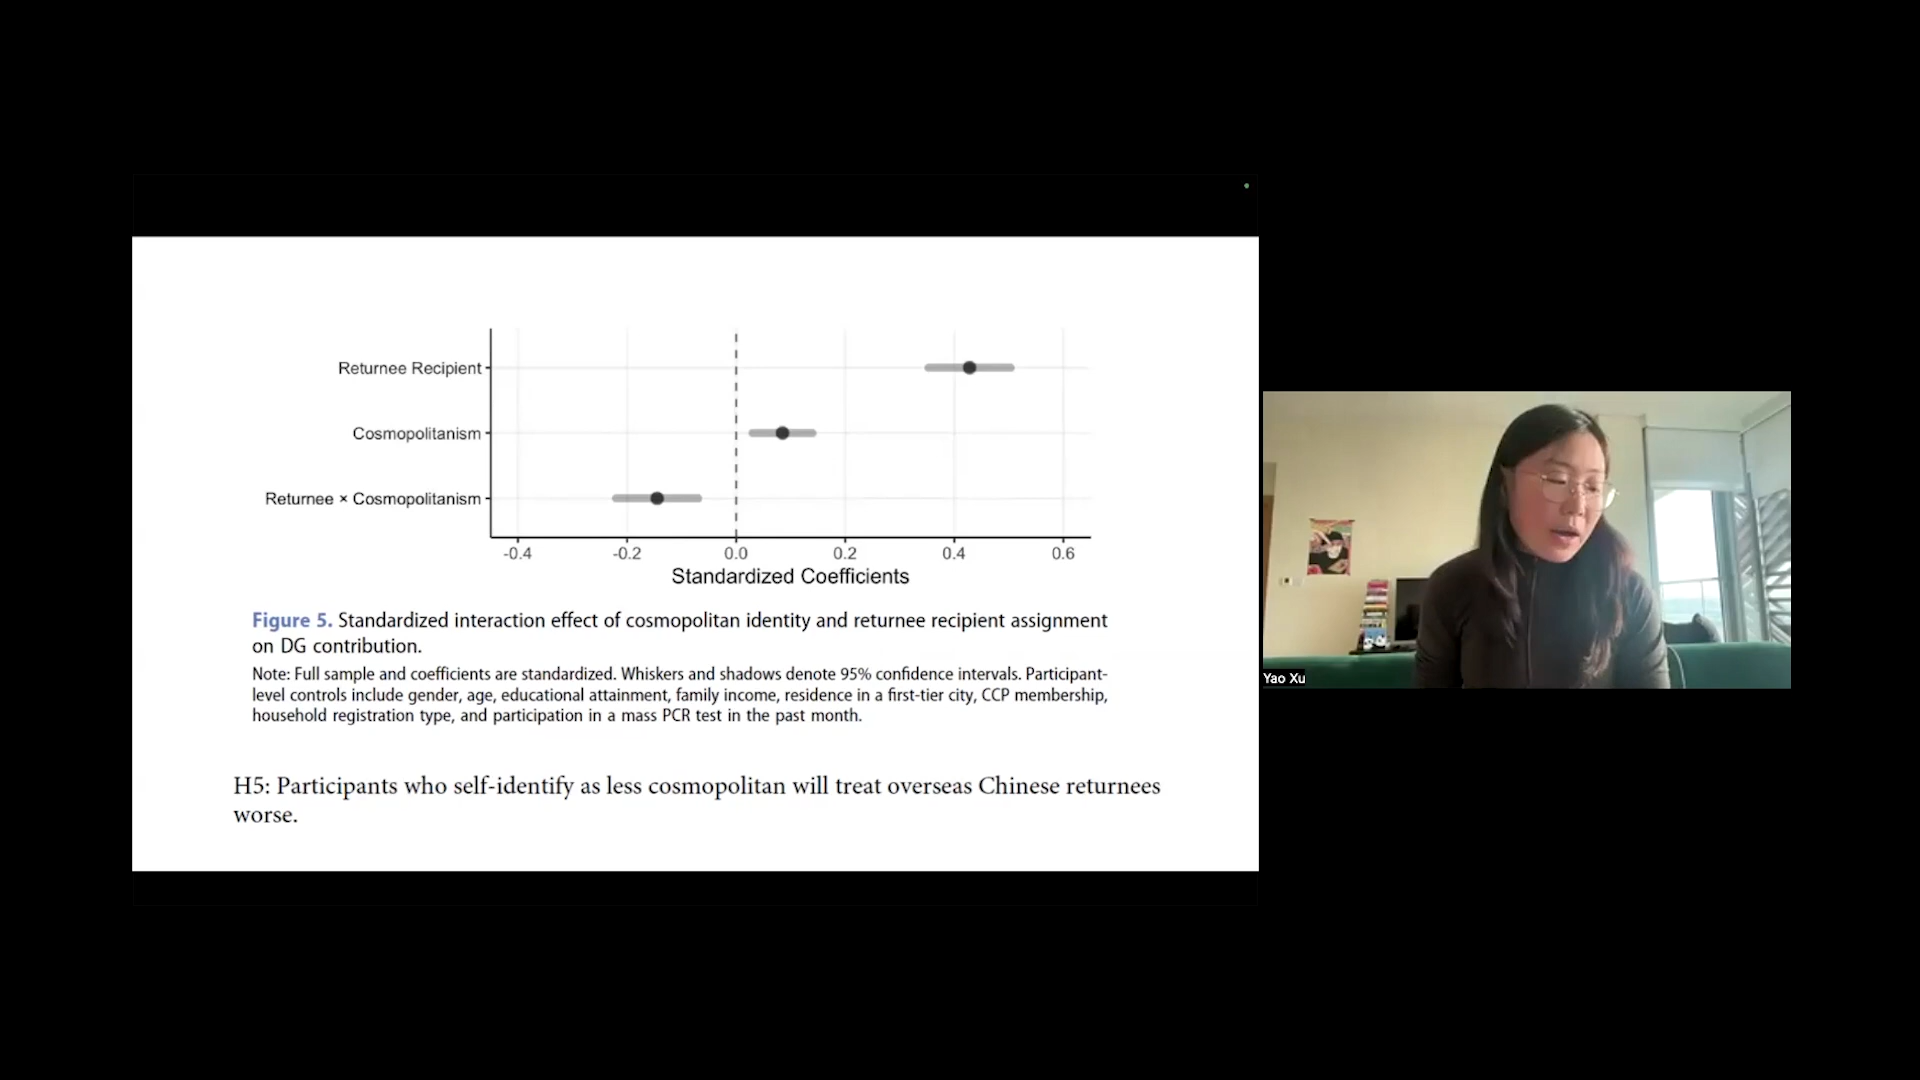 Returnee Recipient
Cosmopolitanism
Returnee × Cosmopolitanism
-0.4 -0.2 0.0 0.2 0.4 0.6
Standardized Coefficients
Figure 5. Standardized interaction effect of cosmopolitan identity and returnee recipient assignment
on DG contribution.
Note: Full sample and coefficients are standardized. Whiskers and shadows denote 95% confidence intervals. Participant-
level controls include gender, age, educational attainment, family income, residence in a first-tier city, CCP membership,
household registration type, and participation in a mass PCR test in the past month.
H5: Participants who self-identify as less cosmopolitan will treat overseas Chinese returnees
worse.
Yao Xu